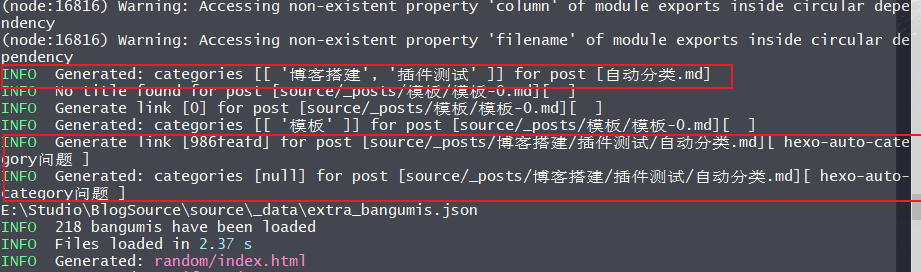 (node:16816) Warning: Accessing non-existent property 'column' of module exports inside circular depe
ndency
(node:16816) Warning: Accessing non-existent property 'filename' of module exports inside circular de
pendency
INFO  Generated: categories [[ '博客搭建', '插件测试' ]] for post [自动分类.md]
INFO  No title found for post [source/_posts/模板/模板-0.md][  ]
INFO  Generate link [0] for post [source/_posts/模板/模板-0.md][  ]
INFO  Generated: categories [[ '模板' ]] for post [source/_posts/模板/模板-0.md][  ]
INFO  Generate link [986feafd] for post [source/_posts/博客搭建/插件测试/自动分类.md][ hexo-auto-cate
gory问题 ]
INFO  Generated: categories [null] for post [source/_posts/博客搭建/插件测试/自动分类.md][ hexo-auto-
category问题 ]
E:\Studio\BlogSource\source\_data\extra_bangumis.json
INFO  218 bangumis have been loaded
INFO  Files loaded in 2.37 s
INFO  Generated: random/index.html